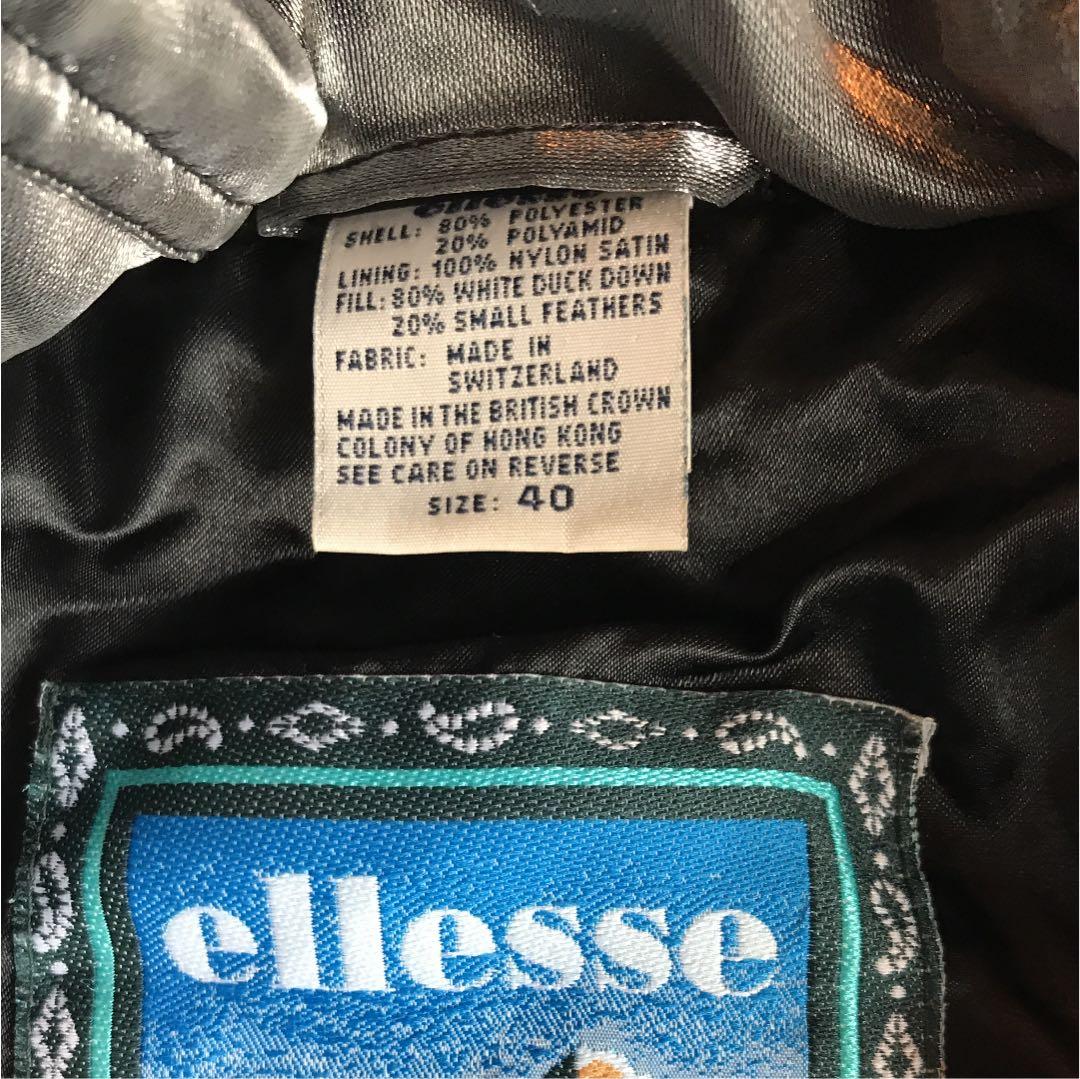 ellesse
SHELL: 80% POLYESTER
20% POLYAMID
LINING: 100% NYLON SATIN
FILL: 80% WHITE DUCK DOWN
20% SMALL FEATHERS
FABRIC: MADE IN
SWITZERLAND
MADE IN THE BRITISH CROWN
COLONY OF HONG KONG
SEE CARE ON REVERSE
SIZE: 40
ellesse